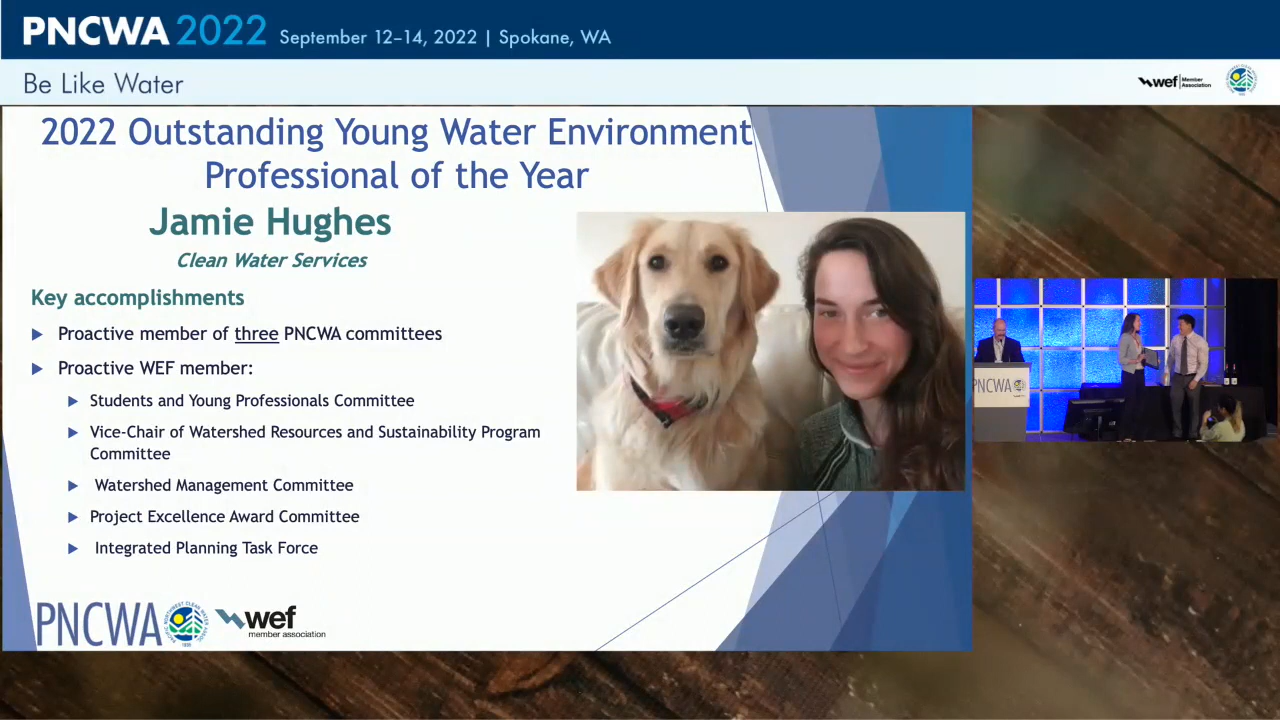 PNCWA 2022 September 12–14, 2022 | Spokane, WA
Be Like Water
wef Member Association
2022 Outstanding Young Water Environment
Professional of the Year
Jamie Hughes
Clean Water Services
Key accomplishments
Proactive member of three PNCWA committees
Proactive WEF member:
Students and Young Professionals Committee
Vice-Chair of Watershed Resources and Sustainability Program
Committee
Watershed Management Committee
Project Excellence Award Committee
Integrated Planning Task Force
PNCWA
wef
member association
PNCWA